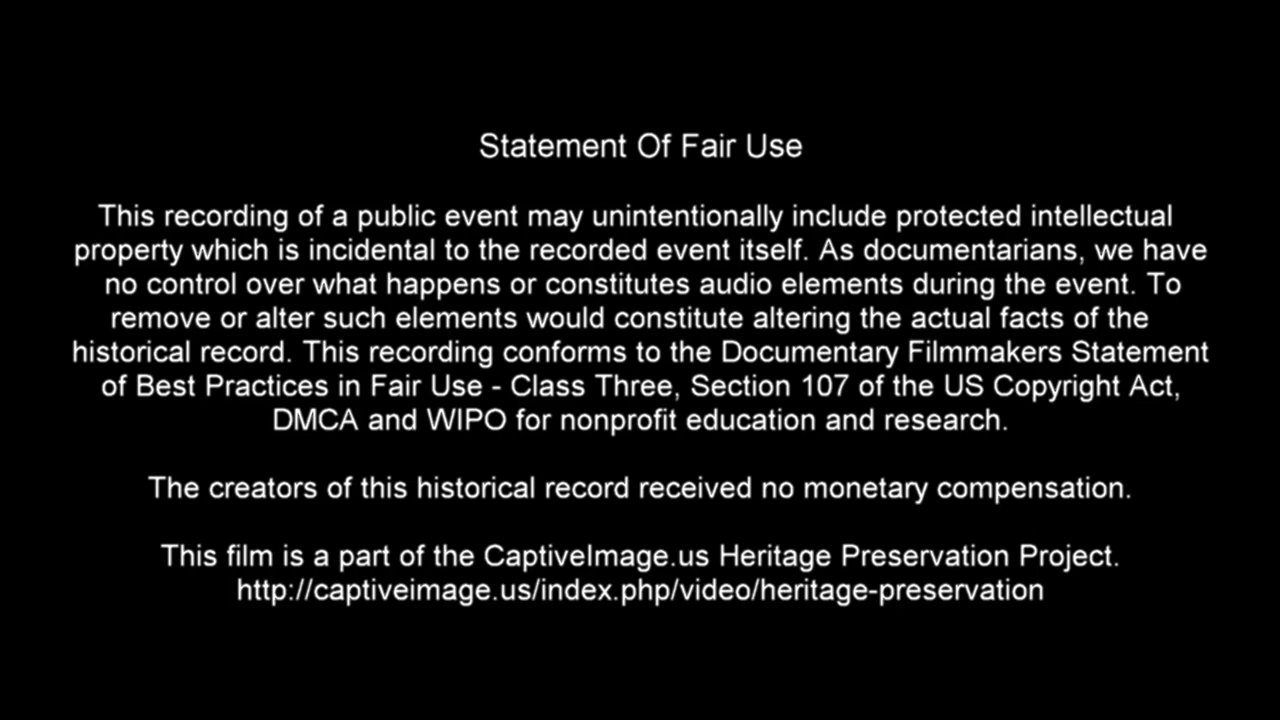 Statement Of Fair Use
This recording of a public event may unintentionally include protected intellectual
property which is incidental to the recorded event itself. As documentarians, we have
no control over what happens or constitutes audio elements during the event. To
remove or alter such elements would constitute altering the actual facts of the
historical record. This recording conforms to the Documentary Filmmakers Statement
of Best Practices in Fair Use - Class Three, Section 107 of the US Copyright Act,
DMCA and WIPO for nonprofit education and research.
The creators of this historical record received no monetary compensation.
This film is a part of the CaptiveImage.us Heritage Preservation Project.
http://captiveimage.us/index.php/video/heritage-preservation